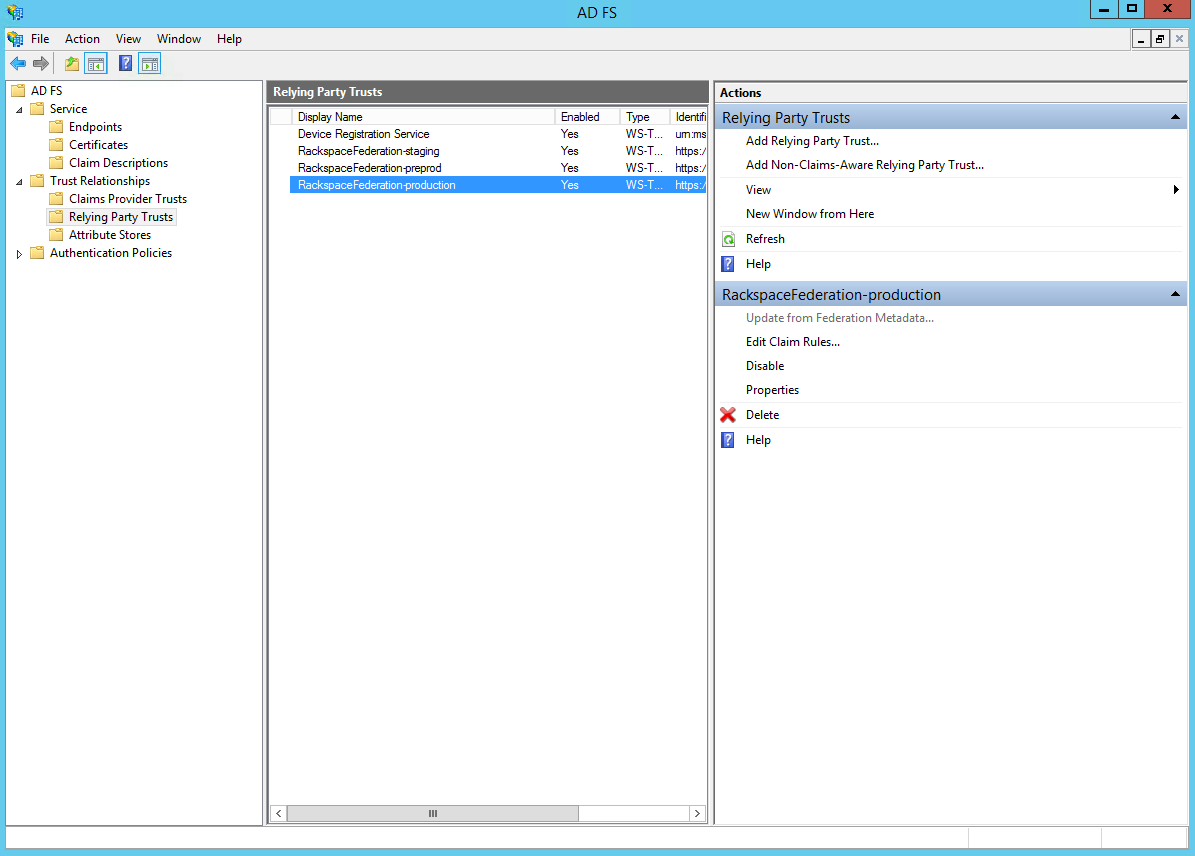 AD FS
File Action View Window Help
AD FS
Service
Endpoints
Certificates
Claim Descriptions
Trust Relationships
Claims Provider Trusts
Relying Party Trusts
Attribute Stores
Authentication Policies
Relying Party Trusts
Display Name Enabled Type Identifi
Device Registration Service Yes WS-T... urn:ms
RackspaceFederation-staging Yes WS-T... https:/
RackspaceFederation-preprod Yes WS-T... https:/
RackspaceFederation-production Yes WS-T... https:/
Actions
Relying Party Trusts
Add Relying Party Trust...
Add Non-Claims-Aware Relying Party Trust...
View
New Window from Here
Refresh
Help
RackspaceFederation-production
Update from Federation Metadata...
Edit Claim Rules...
Disable
Properties
Delete
Help